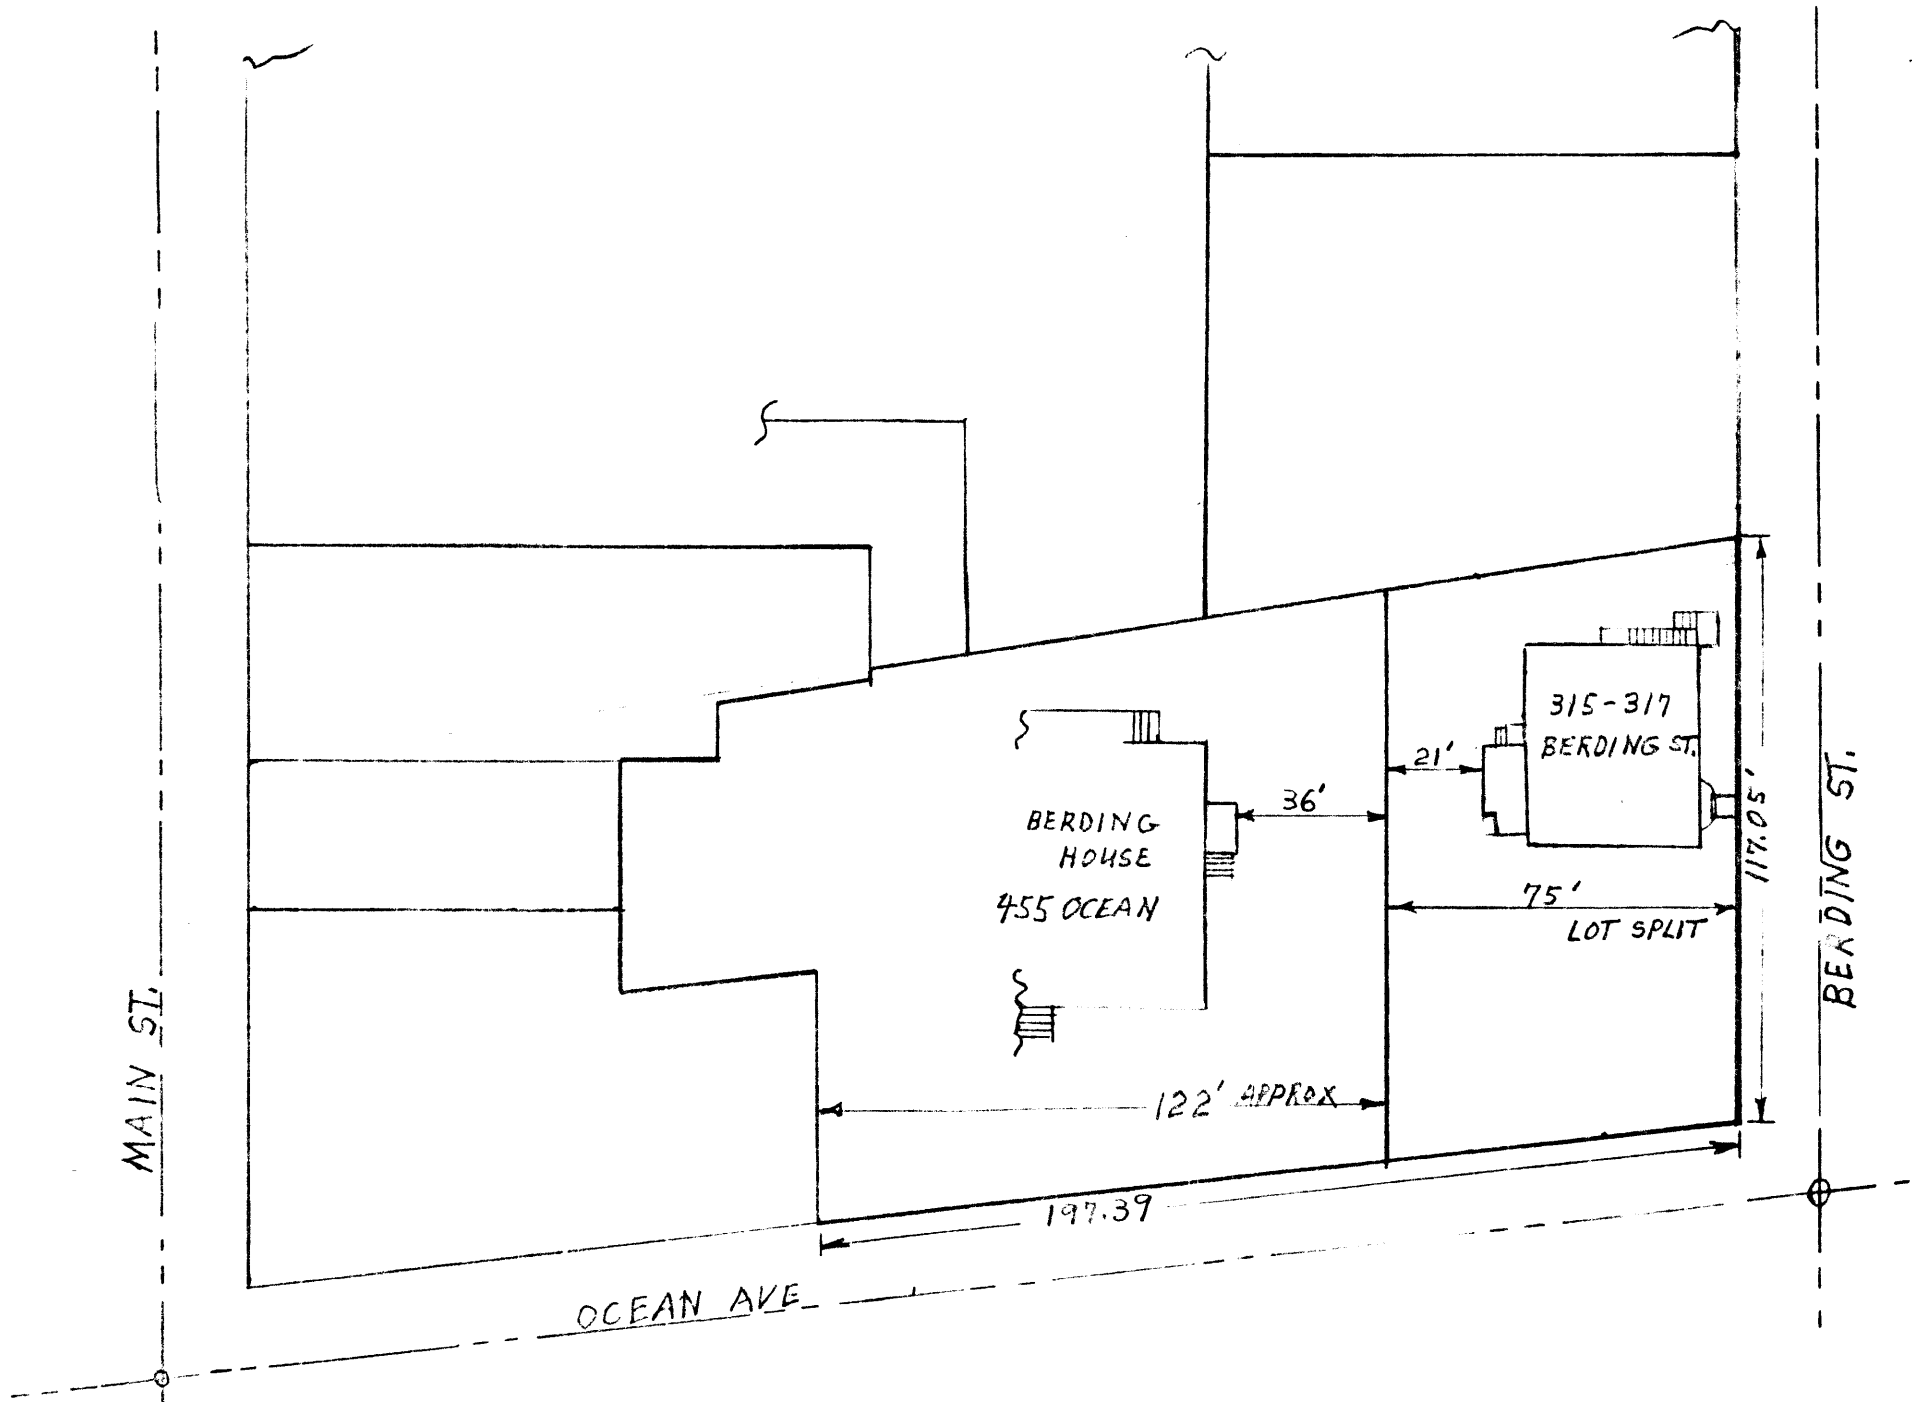 315-317
BERDING ST.
21'
36'
BERDING
HOUSE
455 OCEAN
75'
LOT SPLIT
117.05'
BERDING ST.
MAIN ST.
122' APPROX
197.39
OCEAN AVE